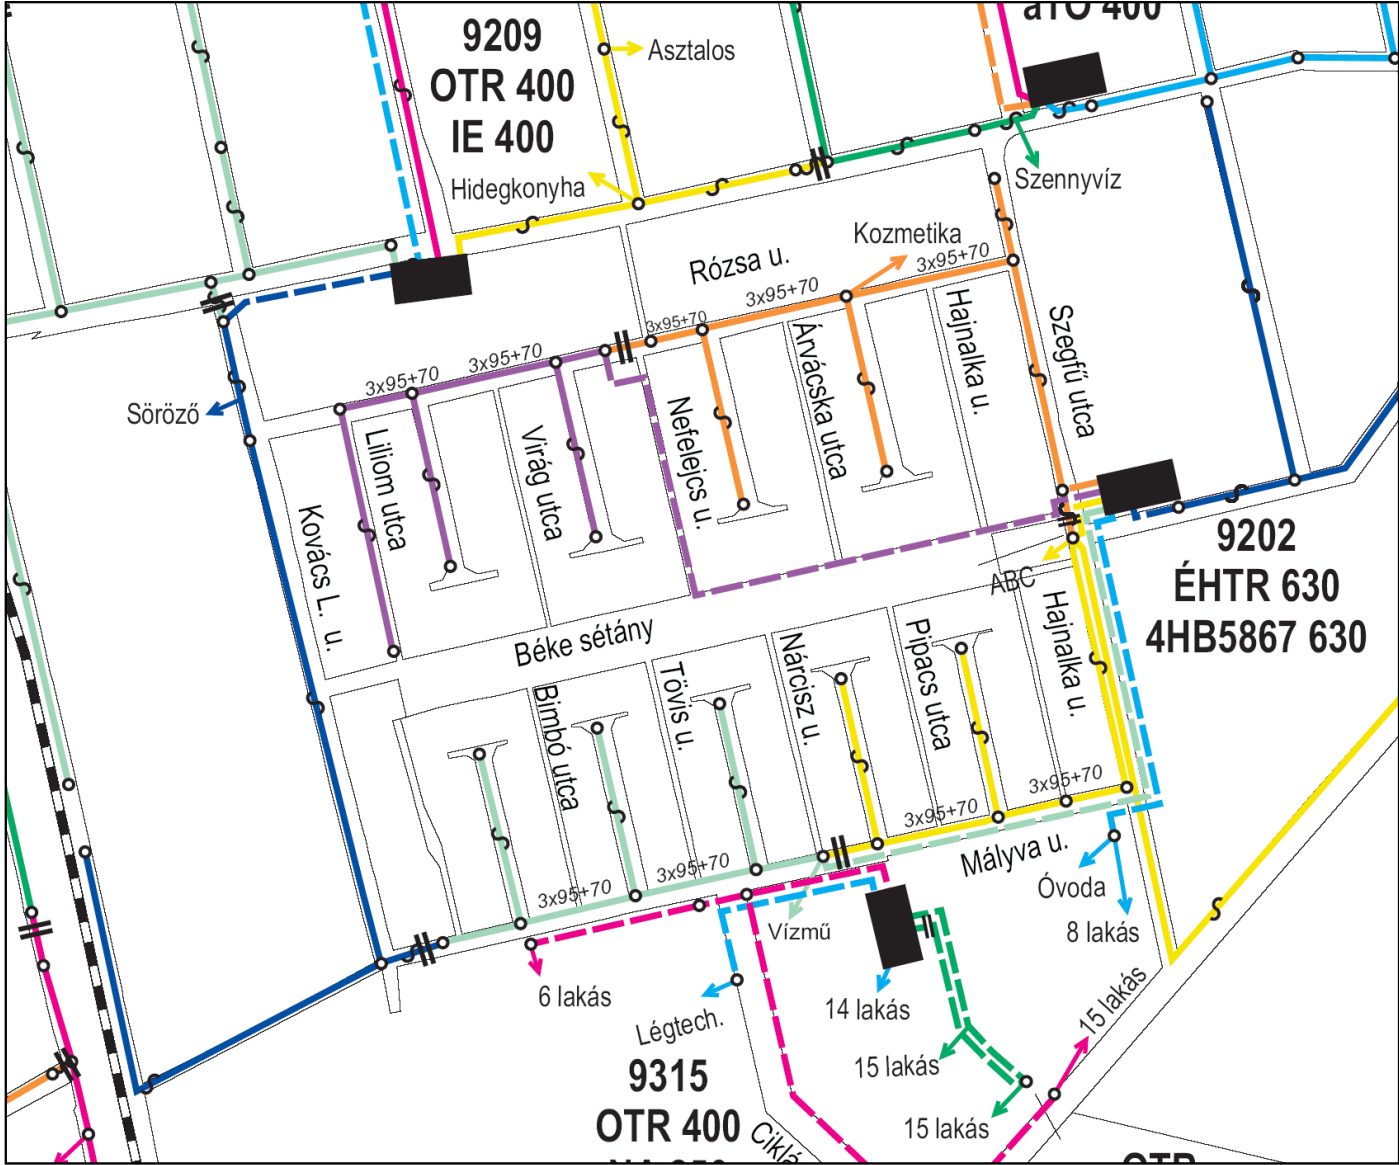 aTO 400
9209
OTR 400
IE 400
Asztalos
Hidegkonyha
Szennyvíz
Kozmetika
Rózsa u.
3x95+70
3x95+70
3x95+70
3x95+70
3x95+70
Söröző
Liliom utca
Virág utca
Nefelejcs u.
Árvácska utca
Hajnalka u.
Szegfű utca
Kovács L. u.
9202
ÉHTR 630
4HB5867 630
ABC
Béke sétány
Bimbó utca
Tövis u.
Nárcisz u.
Pipacs utca
Hajnalka u.
3x95+70
3x95+70
3x95+70
3x95+70
Mályva u.
Óvoda
8 lakás
Vízmű
6 lakás
Légtech.
14 lakás
15 lakás
15 lakás
15 lakás
9315
OTR 400
Ciklá
OTR